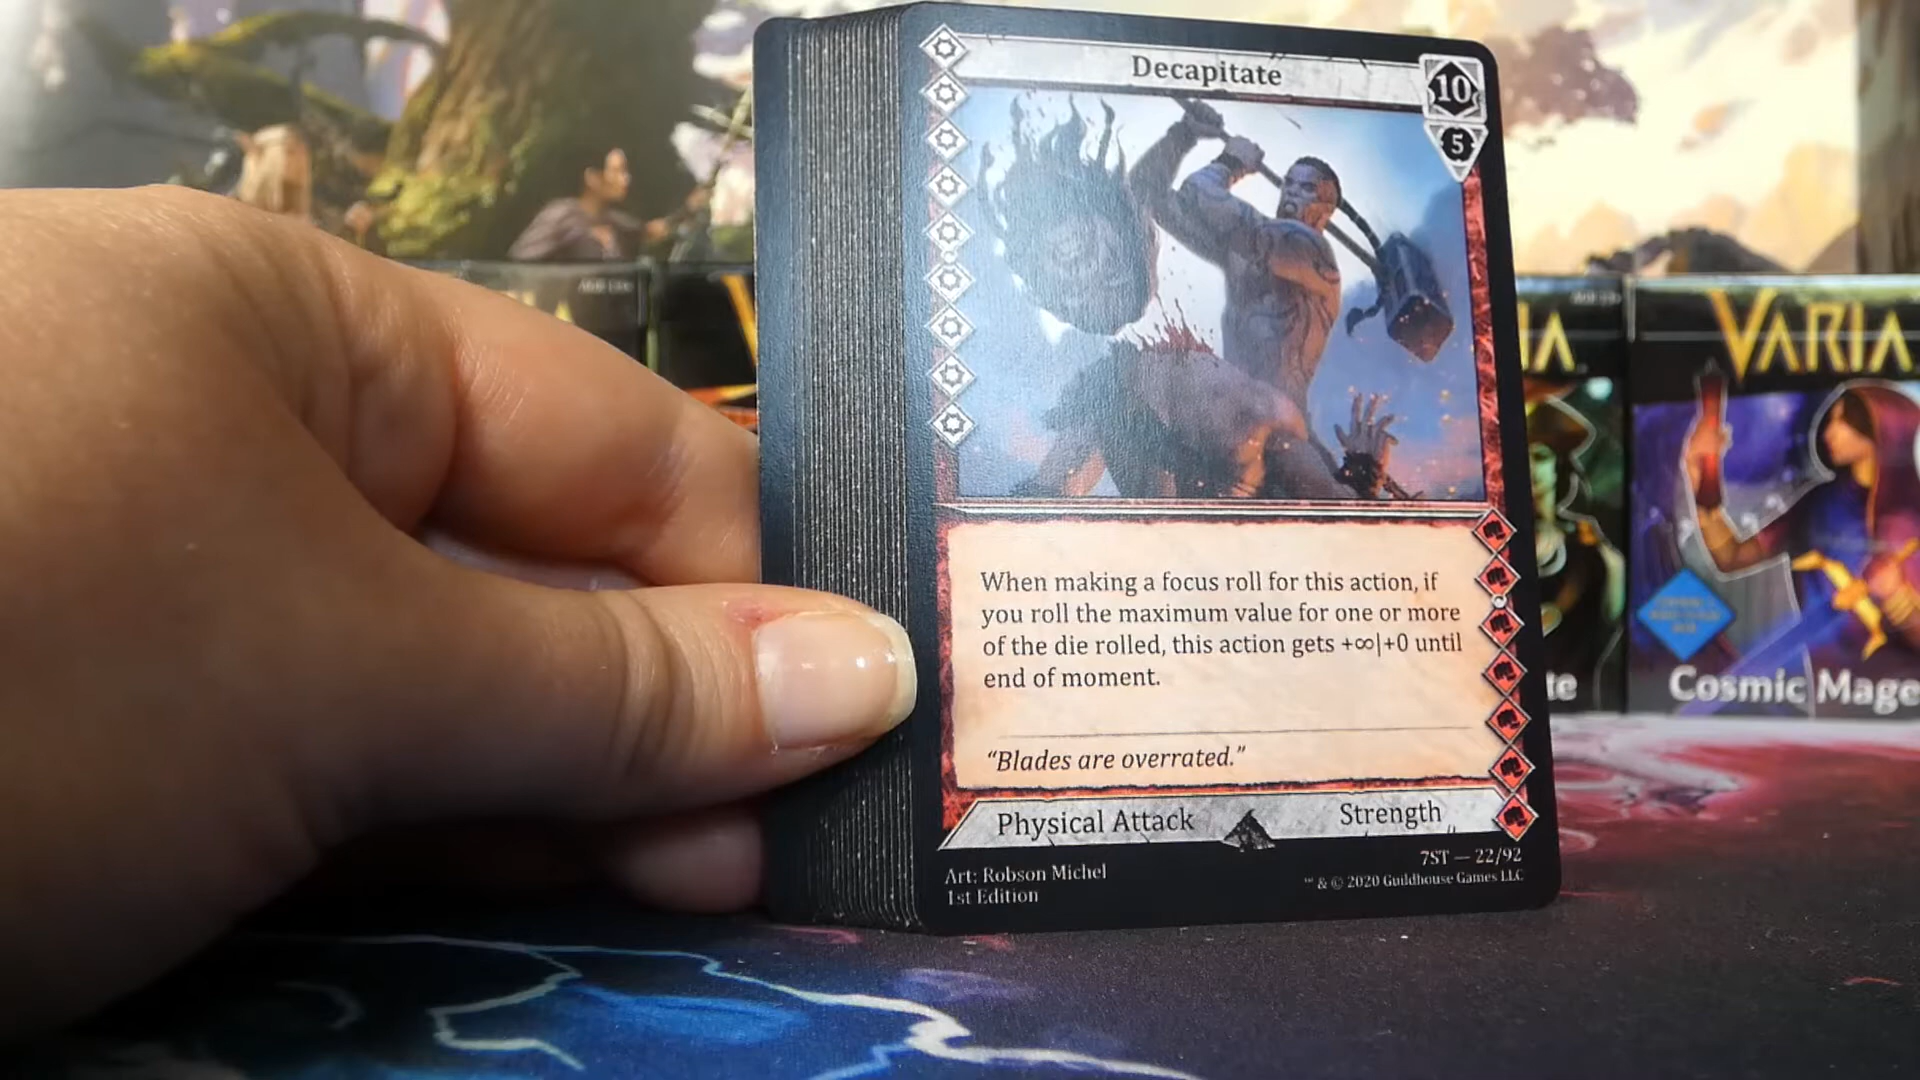 Decapitate
10
5
When making a focus roll for this action, if
you roll the maximum value for one or more
of the die rolled, this action gets +∞|+0 until
end of moment.
“Blades are overrated.”
Physical Attack
Strength
Art: Robson Michel
1st Edition
7ST — 22/92
™ & © 2020 Guildhouse Games LLC
VARIA
Cosmic Mage